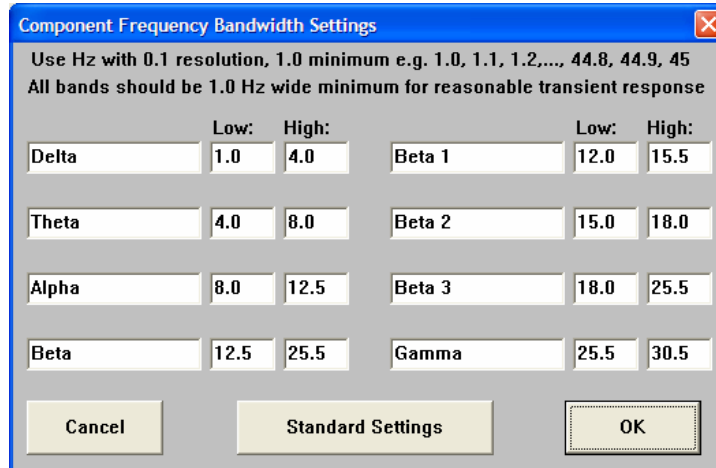 Component Frequency Bandwidth Settings
Use Hz with 0.1 resolution, 1.0 minimum e.g. 1.0, 1.1, 1.2,..., 44.8, 44.9, 45
All bands should be 1.0 Hz wide minimum for reasonable transient response
Low: High: Low: High:
Delta 1.0 4.0 Beta 1 12.0 15.5
Theta 4.0 8.0 Beta 2 15.0 18.0
Alpha 8.0 12.5 Beta 3 18.0 25.5
Beta 12.5 25.5 Gamma 25.5 30.5
Cancel Standard Settings OK